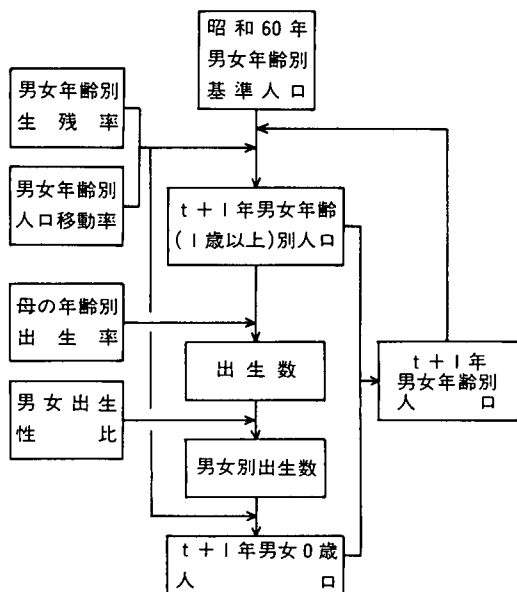 昭和60年
男女年齢別
基準人口
男女年齢別
生残率
男女年齢別
人口移動率
t+1年男女年齢
(1歳以上)別人口
母の年齢別
出生率
出生数
t+1年
男女年齢別
人口
男女出生
性比
男女別出生数
t+1年男女0歳
人口